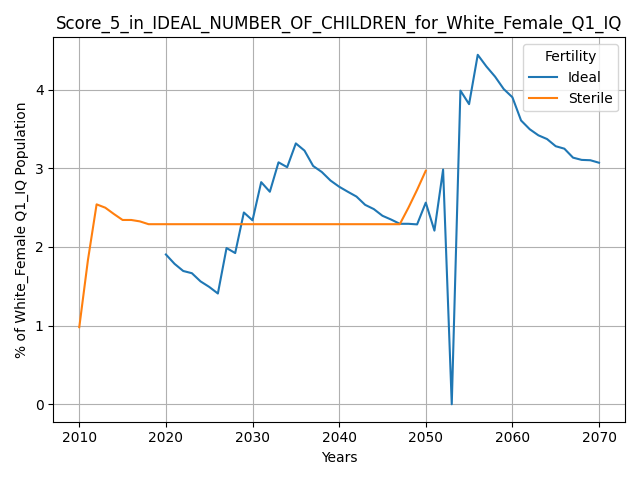 Score_5_in_IDEAL_NUMBER_OF_CHILDREN_for_White_Female_Q1_IQ
Fertility
Ideal
Sterile
% of White_Female Q1_IQ Population
4
3
2
1
0
2010 2020 2030 2040 2050 2060 2070
Years